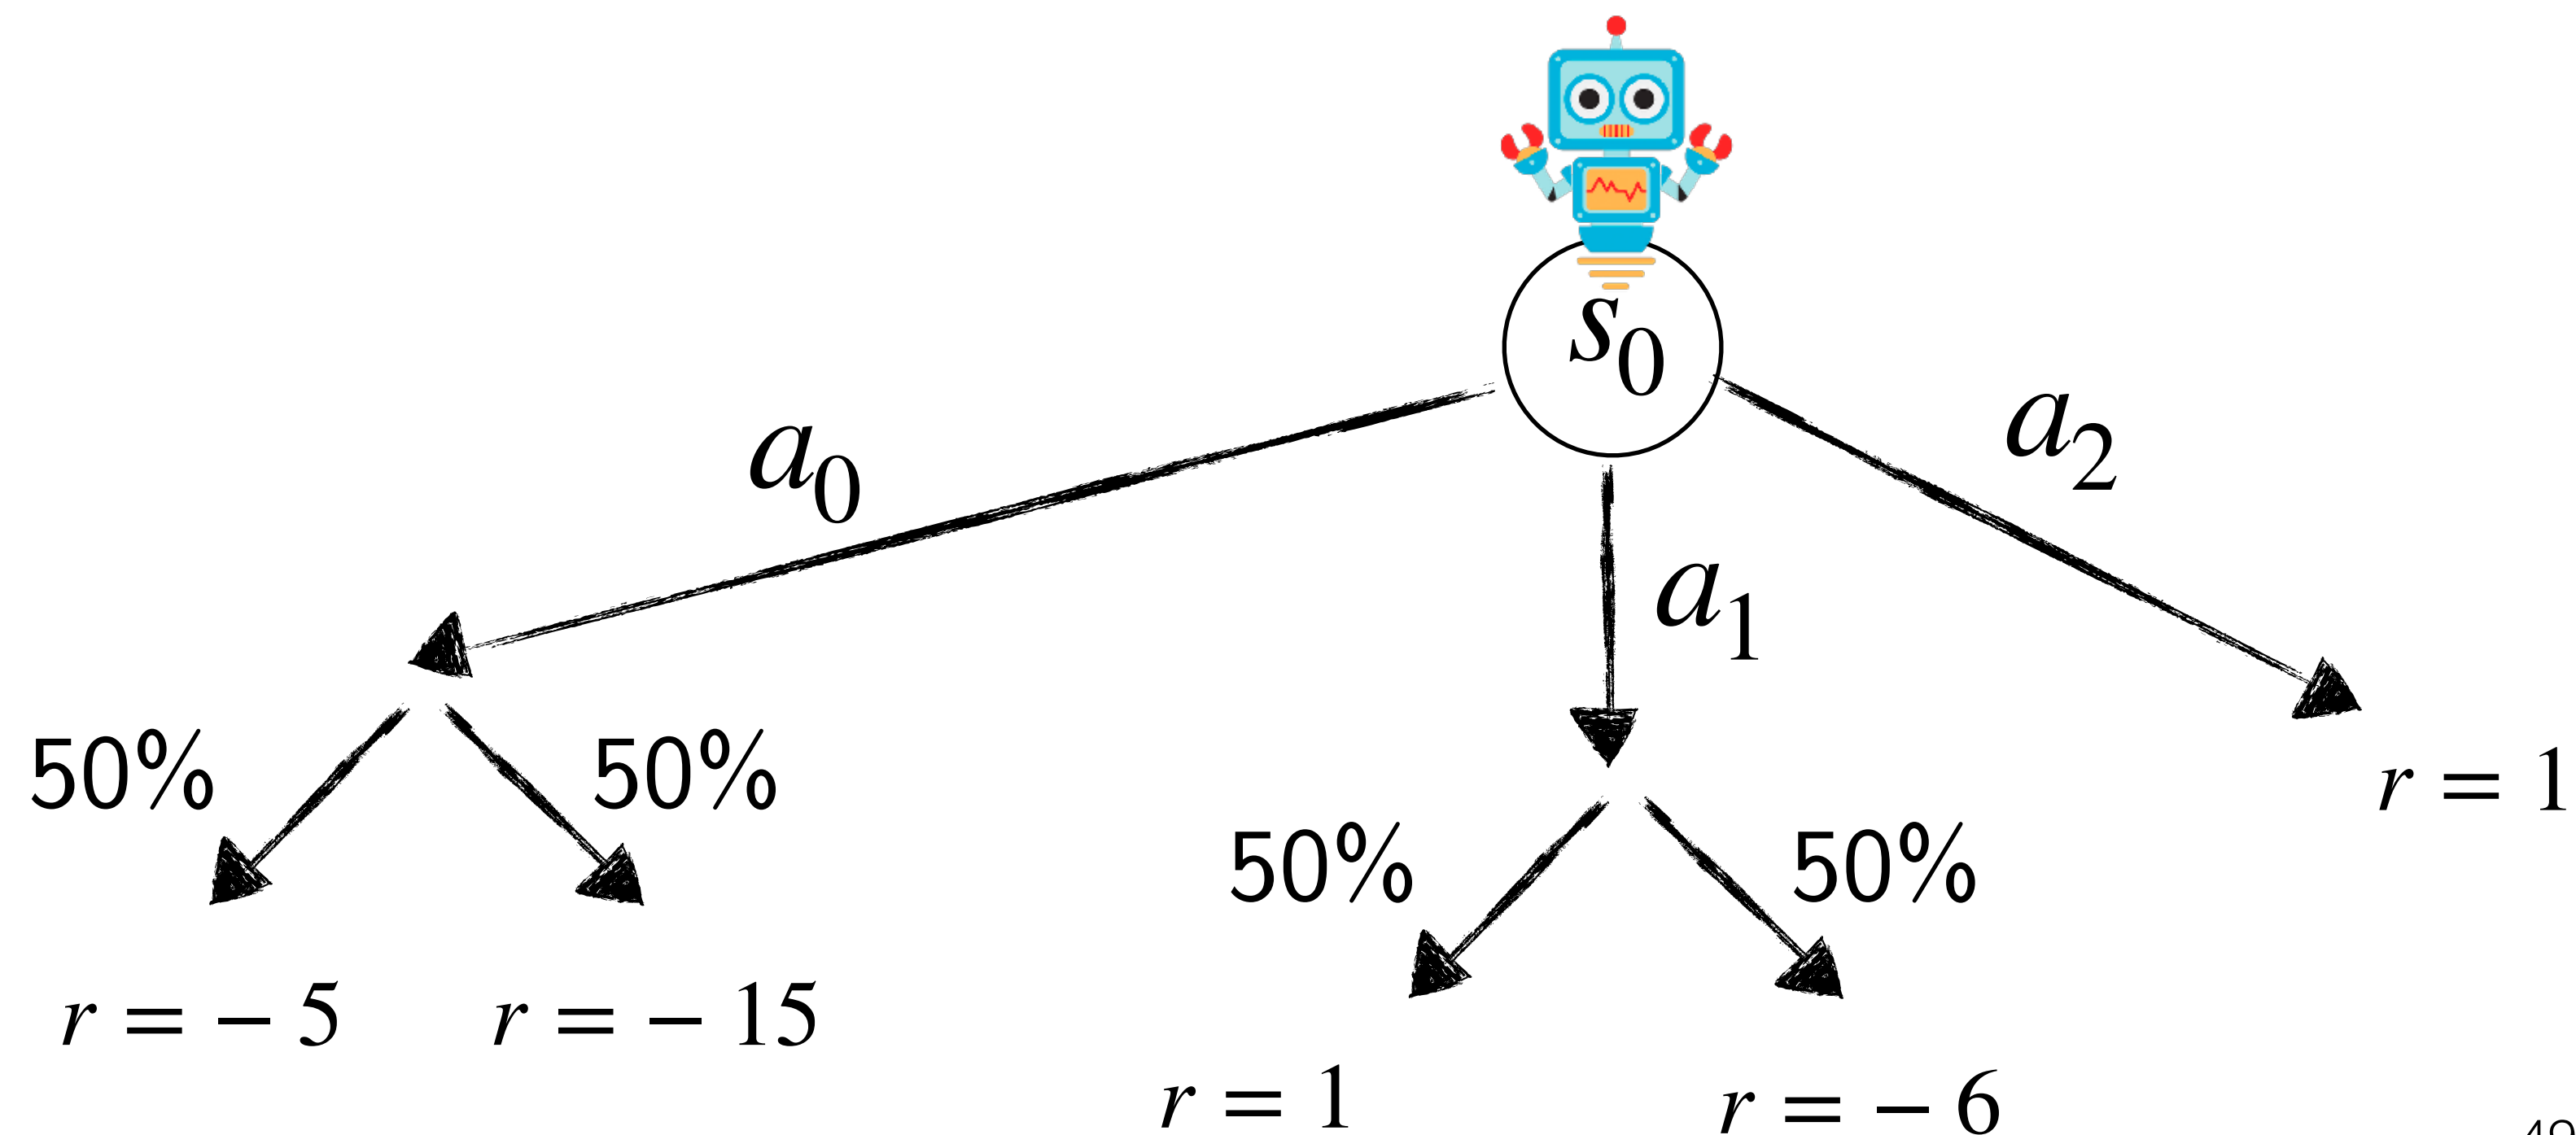 s₀
a₀
a₂
a₁
50%
50%
r = 1
50%
50%
r = − 5
r = − 15
r = 1
r = − 6